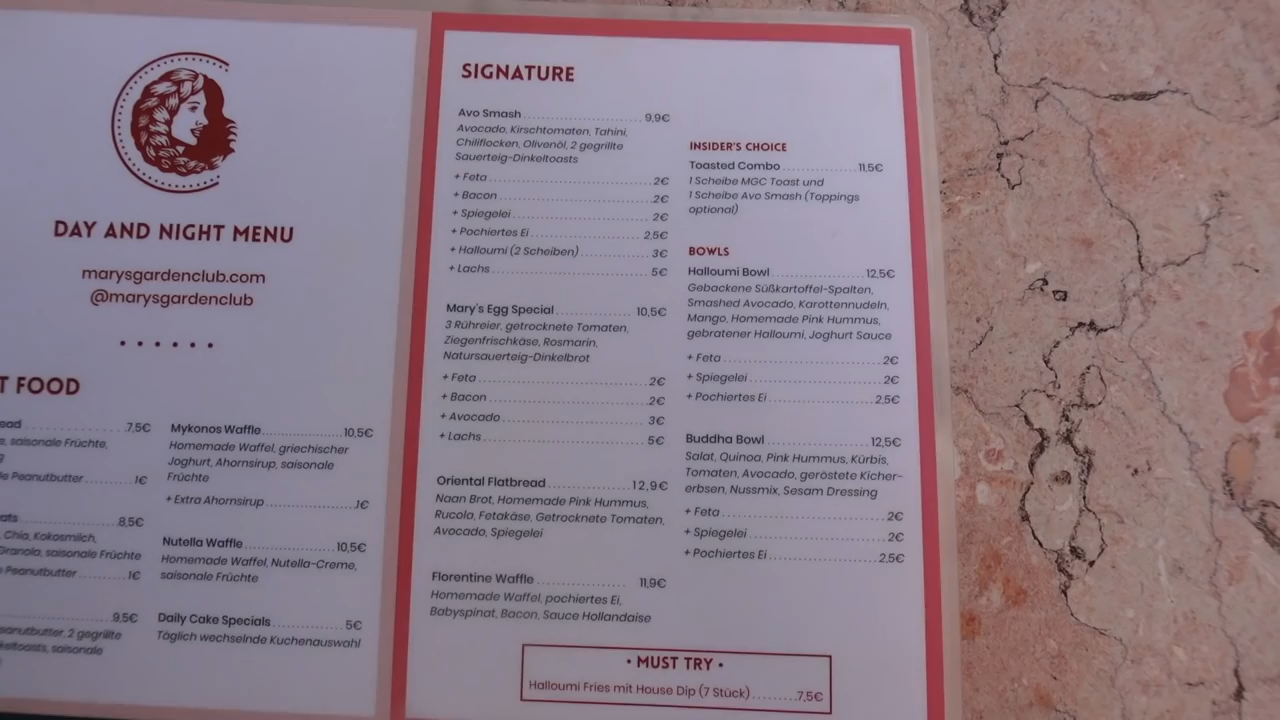 DAY AND NIGHT MENU
marysgardenclub.com
@marysgardenclub
T FOOD
ead 7,5€
e, saisonale Früchte,
Peanutbutter 1€
8,5€
Chia, Kokosmilch,
Granola, saisonale Früchte
Peanutbutter 1€
9,5€
2 gegrillte
saisonale
Mykonos Waffle 10,5€
Homemade Waffel, griechischer
Joghurt, Ahornsirup, saisonale
Früchte
+ Extra Ahornsirup 1€
Nutella Waffle 10,5€
Homemade Waffel, Nutella-Creme,
saisonale Früchte
Daily Cake Specials 5€
Täglich wechselnde Kuchenauswahl
SIGNATURE
Avo Smash 9,9€
Avocado, Kirschtomaten, Tahini,
Chiliflocken, Olivenöl, 2 gegrillte
Sauerteig-Dinkeltoasts
+ Feta 2€
+ Bacon 2€
+ Spiegelei 2€
+ Pochiertes Ei 2,5€
+ Halloumi (2 Scheiben) 3€
+ Lachs 5€
Mary's Egg Special 10,5€
3 Rühreier, getrocknete Tomaten,
Ziegenfrischkäse, Rosmarin,
Natursauerteig-Dinkelbrot
+ Feta 2€
+ Bacon 2€
+ Avocado 3€
+ Lachs 5€
Oriental Flatbread 12,9€
Naan Brot, Homemade Pink Hummus,
Rucola, Fetakäse, Getrocknete Tomaten,
Avocado, Spiegelei
Florentine Waffle 11,9€
Homemade Waffel, pochiertes Ei,
Babyspinat, Bacon, Sauce Hollandaise
INSIDER'S CHOICE
Toasted Combo 11,5€
1 Scheibe MGC Toast und
1 Scheibe Avo Smash (Toppings
optional)
BOWLS
Halloumi Bowl 12,5€
Gebackene Süßkartoffel-Spalten,
Smashed Avocado, Karottennudeln,
Mango, Homemade Pink Hummus,
gebratener Halloumi, Joghurt Sauce
+ Feta 2€
+ Spiegelei 2€
+ Pochiertes Ei 2,5€
Buddha Bowl 12,5€
Salat, Quinoa, Pink Hummus, Kürbis,
Tomaten, Avocado, geröstete Kicher-
erbsen, Nussmix, Sesam Dressing
+ Feta 2€
+ Spiegelei 2€
+ Pochiertes Ei 2,5€
• MUST TRY •
Halloumi Fries mit House Dip (7 Stück) 7,5€